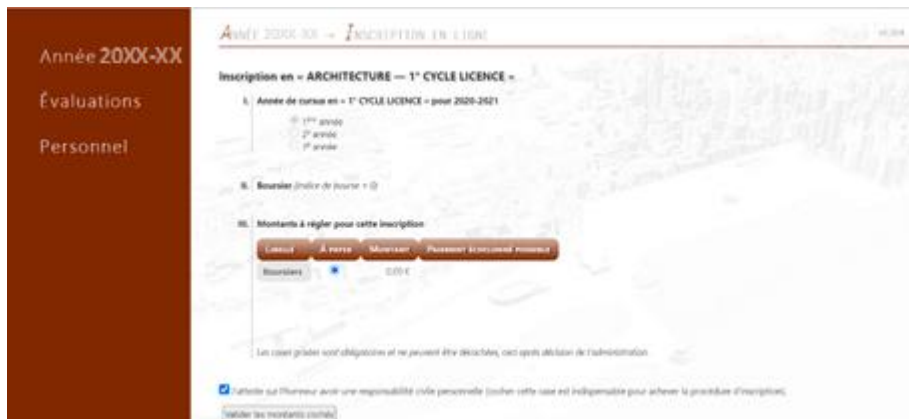 Année 20XX-XX
Évaluations
Personnel
ANNÉE 20XX-XX → INSCRIPTION EN LIGNE
Inscription en « ARCHITECTURE — 1° CYCLE LICENCE »
I. Année de cursus en « 1° CYCLE LICENCE » pour 2020-2021
1ère année
2e année
année
II. Boursier (indice de bourse = 0)
III. Montants à régler pour cette inscription
LIBELLÉ À PAYER MONTANT PAIEMENT ÉCHELONNÉ POSSIBLE
Boursiers 0,00 €
Les cases grisées sont obligatoires et ne peuvent être décochées, ceci après décision de l'administration.
J'atteste sur l'honneur avoir une responsabilité civile personnelle (cocher cette case est indispensable pour achever la procédure d'inscription).
Valider les montants cochés